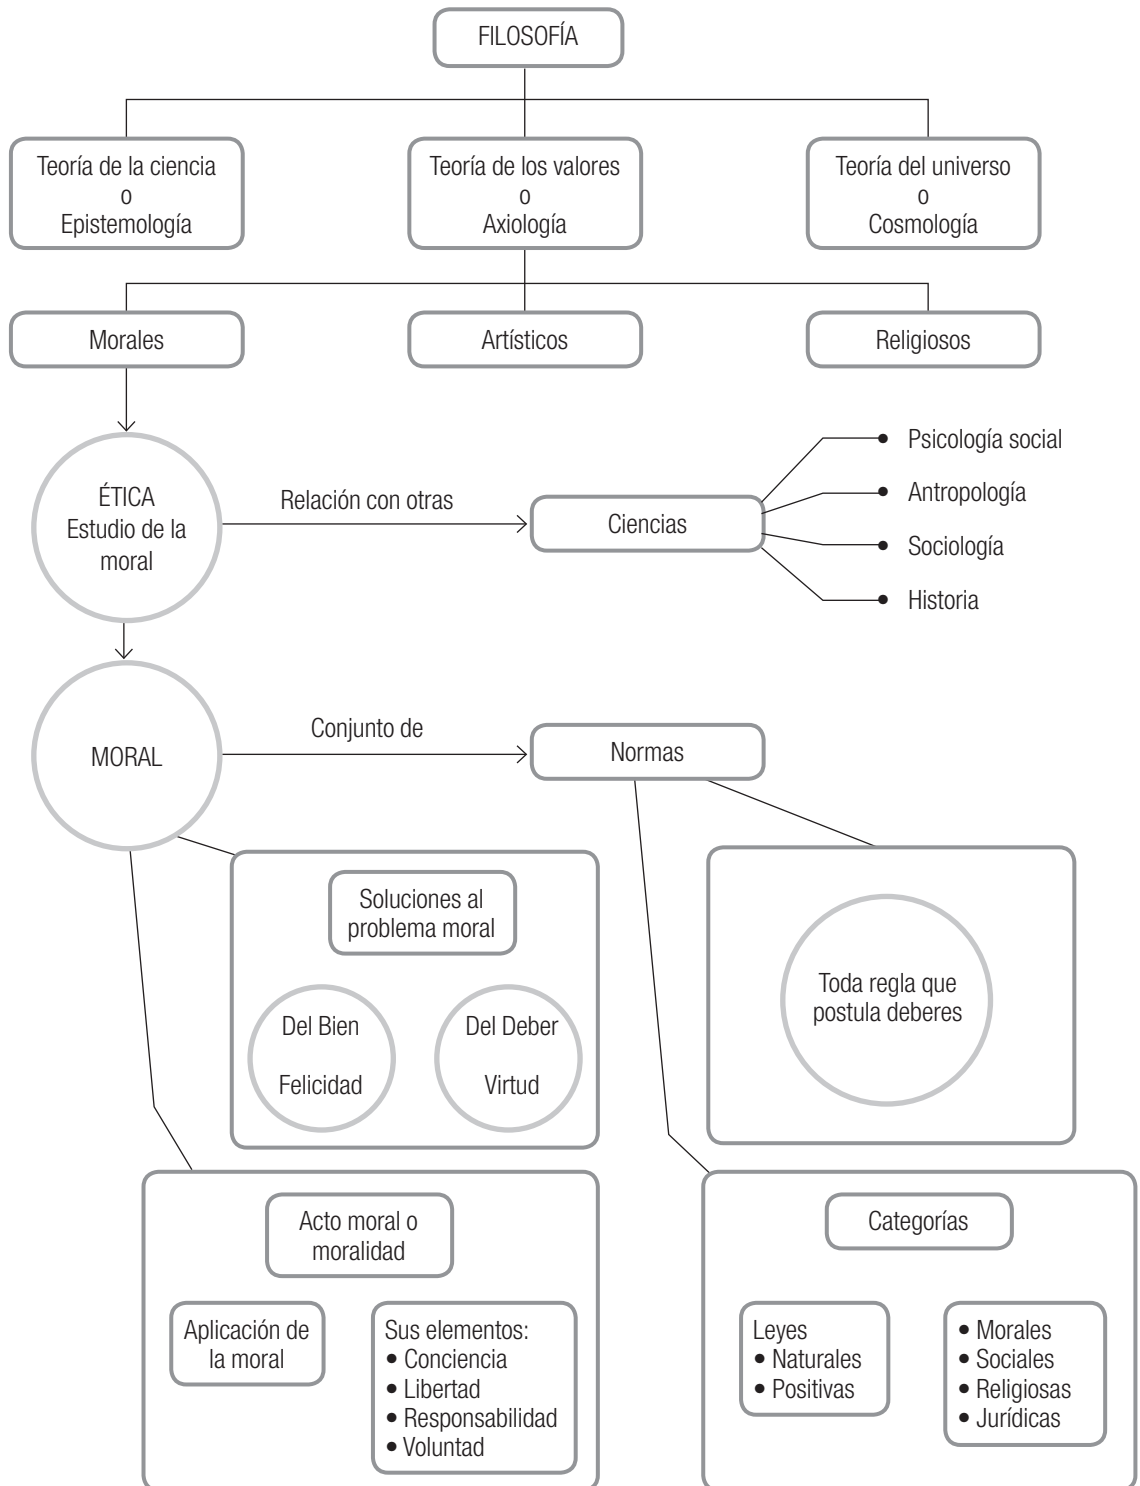 FILOSOFÍA
Teoría de la ciencia
o
Epistemología
Teoría de los valores
o
Axiología
Teoría del universo
o
Cosmología
Morales
Artísticos
Religiosos
ÉTICA
Estudio de la
moral
Relación con otras
Ciencias
• Psicología social
• Antropología
• Sociología
• Historia
MORAL
Conjunto de
Normas
Soluciones al
problema moral
Del Bien
Felicidad
Del Deber
Virtud
Toda regla que
postula deberes
Acto moral o
moralidad
Aplicación de
la moral
Sus elementos:
• Conciencia
• Libertad
• Responsabilidad
• Voluntad
Categorías
Leyes
• Naturales
• Positivas
• Morales
• Sociales
• Religiosas
• Jurídicas